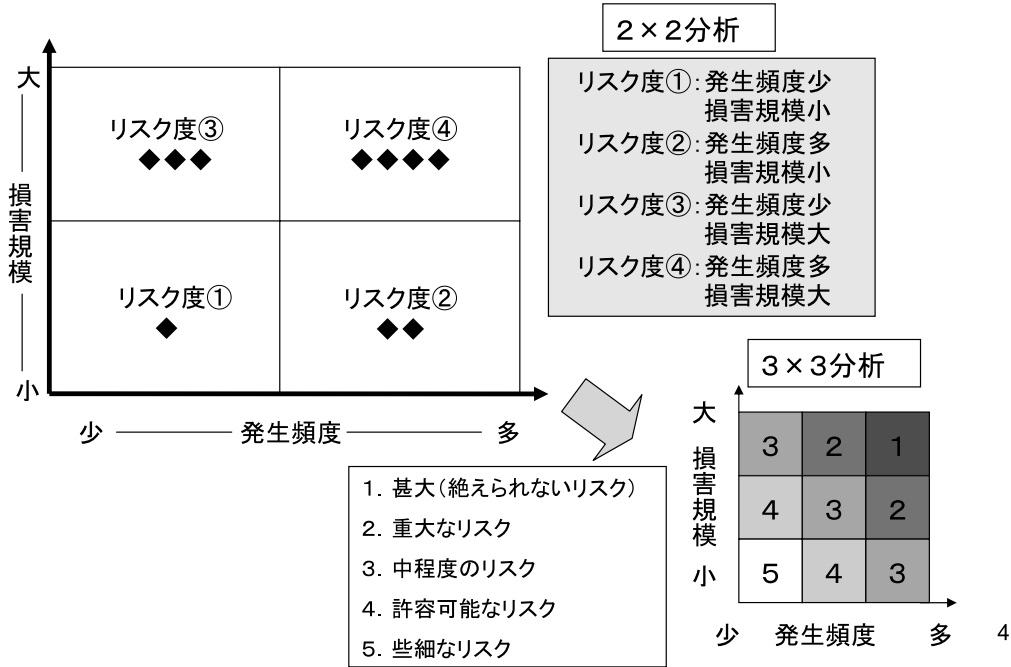 2×2分析
リスク度①:発生頻度少
損害規模小
リスク度②:発生頻度多
損害規模小
リスク度③:発生頻度少
損害規模大
リスク度④:発生頻度多
損害規模大
大
損害規模
小
リスク度③
◆◆◆
リスク度④
◆◆◆◆
リスク度①
◆
リスク度②
◆◆
少 発生頻度 多
1. 甚大(絶えられないリスク)
2. 重大なリスク
3. 中程度のリスク
4. 許容可能なリスク
5. 些細なリスク
3×3分析
大
損害規模
小
3 2 1
4 3 2
5 4 3
少 発生頻度 多
4